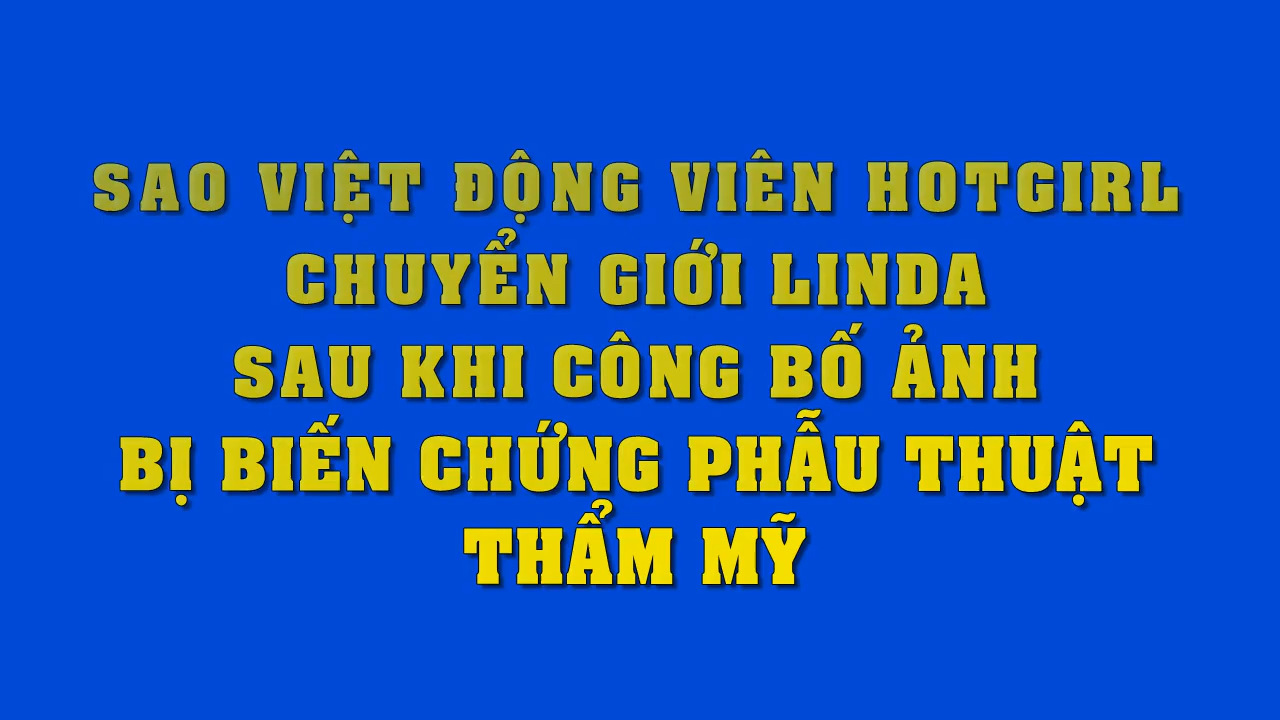 SAO VIỆT ĐỘNG VIÊN HOTGIRL
CHUYỂN GIỚI LINDA
SAU KHI CÔNG BỐ ẢNH
BỊ BIẾN CHỨNG PHẪU THUẬT
THẨM MỸ